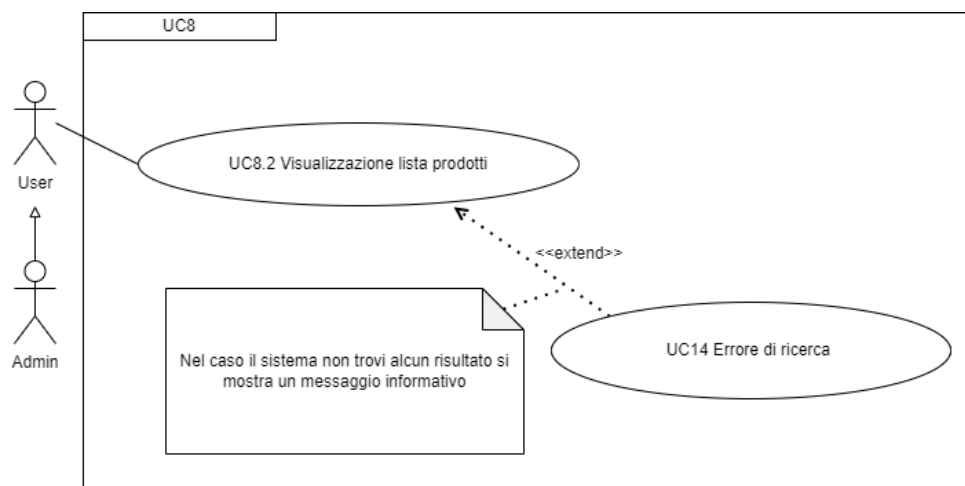 UC8
User
UC8.2 Visualizzazione lista prodotti
<<extend>>
Admin
Nel caso il sistema non trovi alcun risultato si
mostra un messaggio informativo
UC14 Errore di ricerca